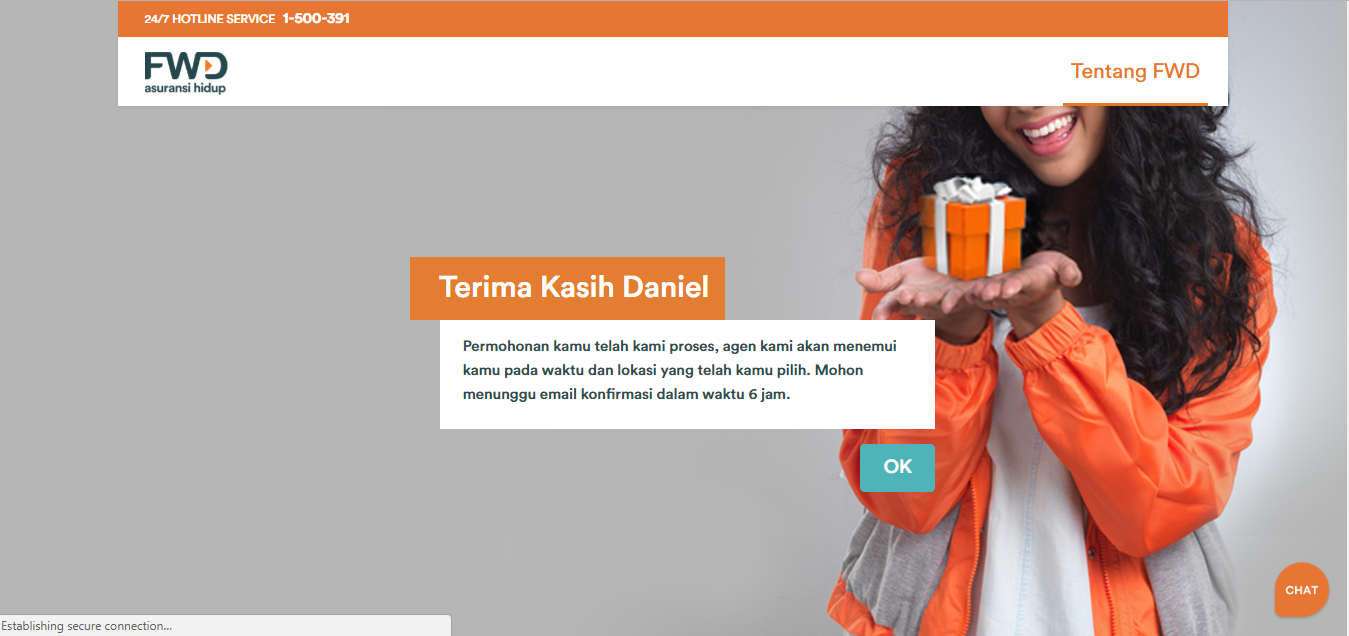 24/7 HOTLINE SERVICE 1-500-391
FWD
asuransi hidup
Tentang FWD
Terima Kasih Daniel
Permohonan kamu telah kami proses, agen kami akan menemui
kamu pada waktu dan lokasi yang telah kamu pilih. Mohon
menunggu email konfirmasi dalam waktu 6 jam.
OK
CHAT
Establishing secure connection...